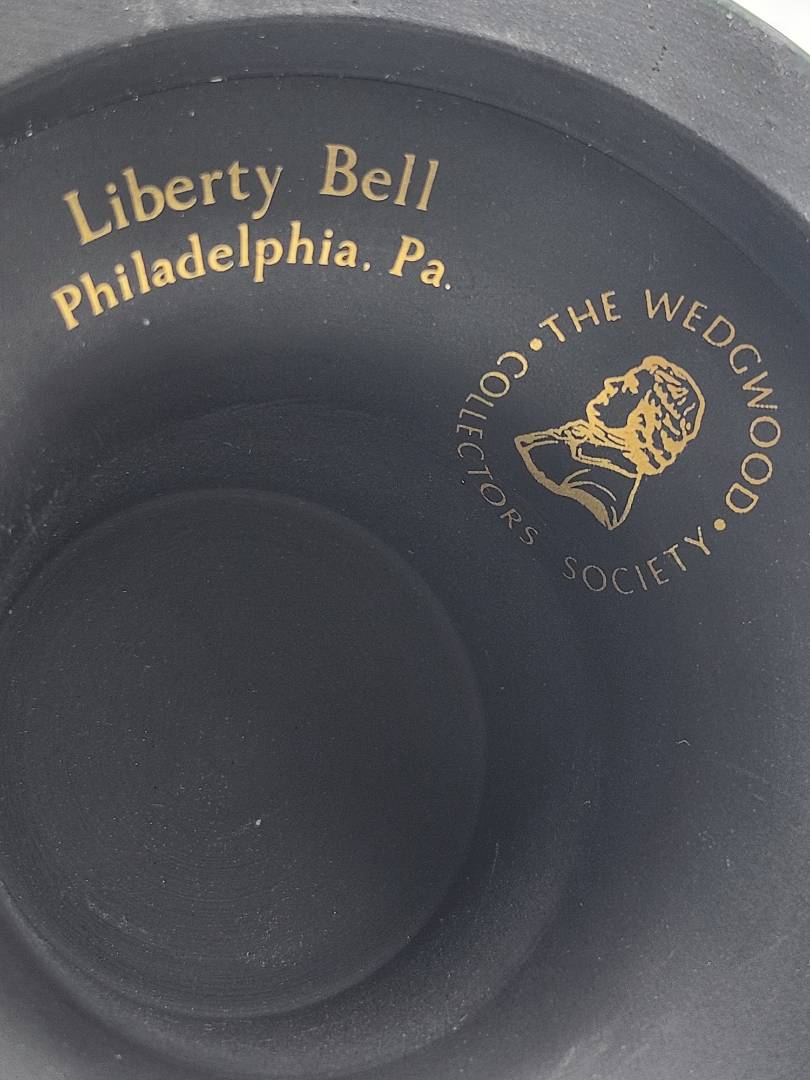 Liberty Bell
Philadelphia. Pa.
• THE WEDGWOOD • COLLECTORS SOCIETY